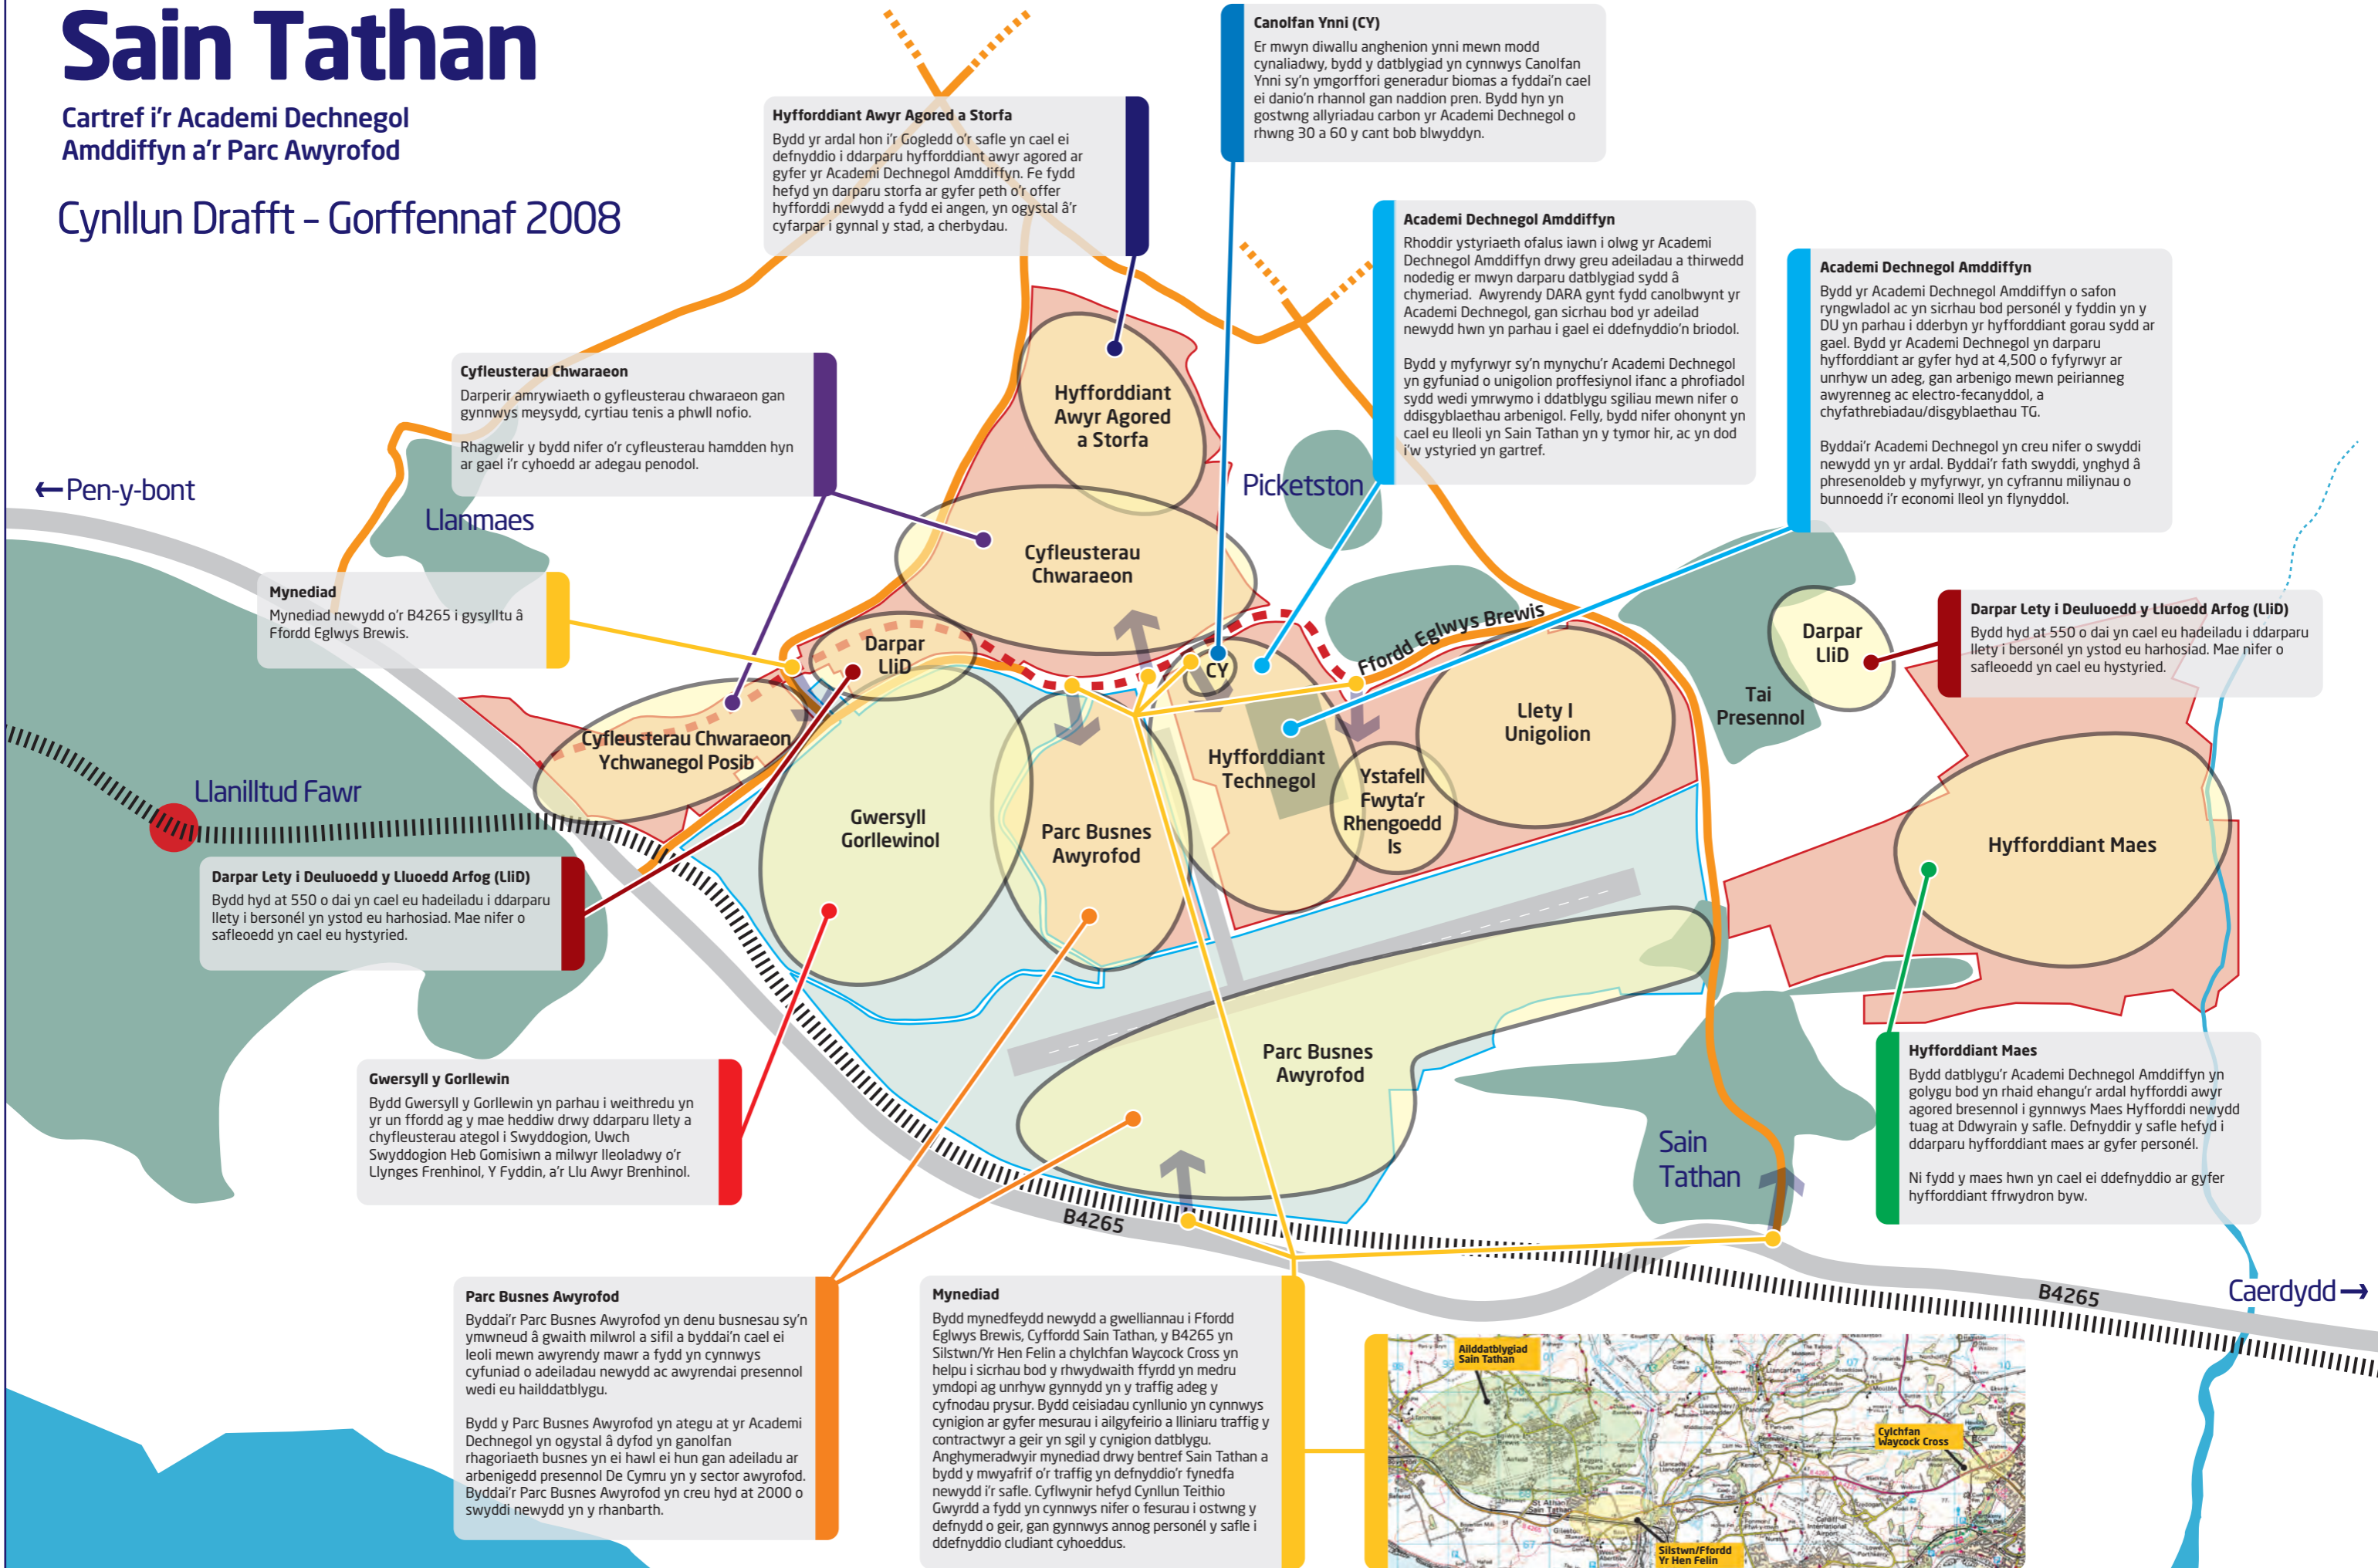 Sain Tathan
Cartref i'r Academi Dechnegol
Amddiffyn a'r Parc Awyrofod
Cynllun Drafft – Gorffennaf 2008
Canolfan Ynni (CY)
Er mwyn diwallu anghenion ynni mewn modd
cynaliadwy, bydd y datblygiad yn cynnwys Canolfan
Ynni sy'n ymgorffori generadur biomas a fyddai'n cael
ei danio'n rhannol gan naddion pren. Bydd hyn yn
gostwng allyriadau carbon yr Academi Dechnegol o
rhwng 30 a 60 y cant bob blwyddyn.
Hyfforddiant Awyr Agored a Storfa
Bydd yr ardal hon i'r Gogledd o'r safle yn cael ei
defnyddio i ddarparu hyfforddiant awyr agored ar
gyfer yr Academi Dechnegol Amddiffyn. Fe fydd
hefyd yn darparu storfa ar gyfer peth o'r offer
hyfforddi newydd a fydd ei angen, yn ogystal â'r
cyfarpar i gynnal y stad, a cherbydau.
Academi Dechnegol Amddiffyn
Rhoddir ystyriaeth ofalus iawn i olwg yr Academi
Dechnegol Amddiffyn drwy greu adeiladau a thirwedd
nodedig er mwyn darparu datblygiad sydd â
chymeriad. Awyrendy DARA gynt fydd canolbwynt yr
Academi Dechnegol, gan sicrhau bod yr adeilad
newydd hwn yn parhau i gael ei ddefnyddio'n briodol.
Bydd y myfyrwyr sy'n mynychu'r Academi Dechnegol
yn gyfuniad o unigolion proffesiynol ifanc a phrofiadol
sydd wedi ymrwymo i ddatblygu sgiliau mewn nifer o
ddisgyblaethau arbenigol. Felly, bydd nifer ohonynt yn
cael eu lleoli yn Sain Tathan yn y tymor hir, ac yn dod
i'w ystyried yn gartref.
Academi Dechnegol Amddiffyn
Bydd yr Academi Dechnegol Amddiffyn o safon
ryngwladol ac yn sicrhau bod personél y fyddin yn y
DU yn parhau i dderbyn yr hyfforddiant gorau sydd ar
gael. Bydd yr Academi Dechnegol yn darparu
hyfforddiant ar gyfer hyd at 4,500 o fyfyrwyr ar
unrhyw un adeg, gan arbenigo mewn peirianneg
awyrenneg ac electro-fecanyddol, a
chyfathrebiadau/disgyblaethau TG.
Byddai'r Academi Dechnegol yn creu nifer o swyddi
newydd yn yr ardal. Byddai'r fath swyddi, ynghyd â
phresenoldeb y myfyrwyr, yn cyfrannu miliynau o
bunnoedd i'r economi lleol yn flynyddol.
Cyfleusterau Chwaraeon
Darperir amrywiaeth o gyfleusterau chwaraeon gan
gynnwys meysydd, cyrtiau tenis a phwll nofio.
Rhagwelir y bydd nifer o'r cyfleusterau hamdden hyn
ar gael i'r cyhoedd ar adegau penodol.
Hyfforddiant
Awyr Agored
a Storfa
←Pen-y-bont
Llanmaes
Picketston
Cyfleusterau
Chwaraeon
Mynediad
Mynediad newydd o'r B4265 i gysylltu â
Ffordd Eglwys Brewis.
Darpar
LliD
CY
Ffordd Eglwys Brewis
Darpar
LliD
Darpar Lety i Deuluoedd y Lluoedd Arfog (LliD)
Bydd hyd at 550 o dai yn cael eu hadeiladu i ddarparu
llety i bersonél yn ystod eu harhosiad. Mae nifer o
safleoedd yn cael eu hystyried.
Tai
Presennol
Llety I
Unigolion
Cyfleusterau Chwaraeon
Ychwanegol Posib
Hyfforddiant
Technegol
Ystafell
Fwyta'r
Rhengoedd
Is
Llanilltud Fawr
Gwersyll
Gorllewinol
Parc Busnes
Awyrofod
Hyfforddiant Maes
Darpar Lety i Deuluoedd y Lluoedd Arfog (LliD)
Bydd hyd at 550 o dai yn cael eu hadeiladu i ddarparu
llety i bersonél yn ystod eu harhosiad. Mae nifer o
safleoedd yn cael eu hystyried.
Parc Busnes
Awyrofod
Gwersyll y Gorllewin
Bydd Gwersyll y Gorllewin yn parhau i weithredu yn
yr un ffordd ag y mae heddiw drwy ddarparu llety a
chyfleusterau ategol i Swyddogion, Uwch
Swyddogion Heb Gomisiwn a milwyr lleoladwy o'r
Llynges Frenhinol, Y Fyddin, a'r Llu Awyr Brenhinol.
Hyfforddiant Maes
Bydd datblygu'r Academi Dechnegol Amddiffyn yn
golygu bod yn rhaid ehangu'r ardal hyfforddi awyr
agored bresennol i gynnwys Maes Hyfforddi newydd
tuag at Ddwyrain y safle. Defnyddir y safle hefyd i
ddarparu hyfforddiant maes ar gyfer personél.
Ni fydd y maes hwn yn cael ei ddefnyddio ar gyfer
hyfforddiant ffrwydron byw.
Sain
Tathan
B4265
B4265
Caerdydd→
Parc Busnes Awyrofod
Byddai'r Parc Busnes Awyrofod yn denu busnesau sy'n
ymwneud â gwaith milwrol a sifil a byddai'n cael ei
leoli mewn awyrendy mawr a fydd yn cynnwys
cyfuniad o adeiladau newydd ac awyrendai presennol
wedi eu hailddatblygu.
Bydd y Parc Busnes Awyrofod yn ategu at yr Academi
Dechnegol yn ogystal â dyfod yn ganolfan
rhagoriaeth busnes yn ei hawl ei hun gan adeiladu ar
arbenigedd presennol De Cymru yn y sector awyrofod.
Byddai'r Parc Busnes Awyrofod yn creu hyd at 2000 o
swyddi newydd yn y rhanbarth.
Mynediad
Bydd mynedfeydd newydd a gwelliannau i Ffordd
Eglwys Brewis, Cyffordd Sain Tathan, y B4265 yn
Silstwn/Yr Hen Felin a chylchfan Waycock Cross yn
helpu i sicrhau bod y rhwydwaith ffyrdd yn medru
ymdopi ag unrhyw gynnydd yn y traffig adeg y
cyfnodau prysur. Bydd ceisiadau cynllunio yn cynnwys
cynigion ar gyfer mesurau i ailgyfeirio a lliniaru traffig y
contractwyr a geir yn sgil y cynigion datblygu.
Anghymeradwyir mynediad drwy bentref Sain Tathan a
bydd y mwyafrif o'r traffig yn defnyddio'r fynedfa
newydd i'r safle. Cyflwynir hefyd Cynllun Teithio
Gwyrdd a fydd yn cynnwys nifer o fesurau i ostwng y
defnydd o geir, gan gynnwys annog personél y safle i
ddefnyddio cludiant cyhoeddus.
Ailddatblygiad
Sain Tathan
Cylchfan
Waycock Cross
Silstwn/Ffordd
Yr Hen Felin